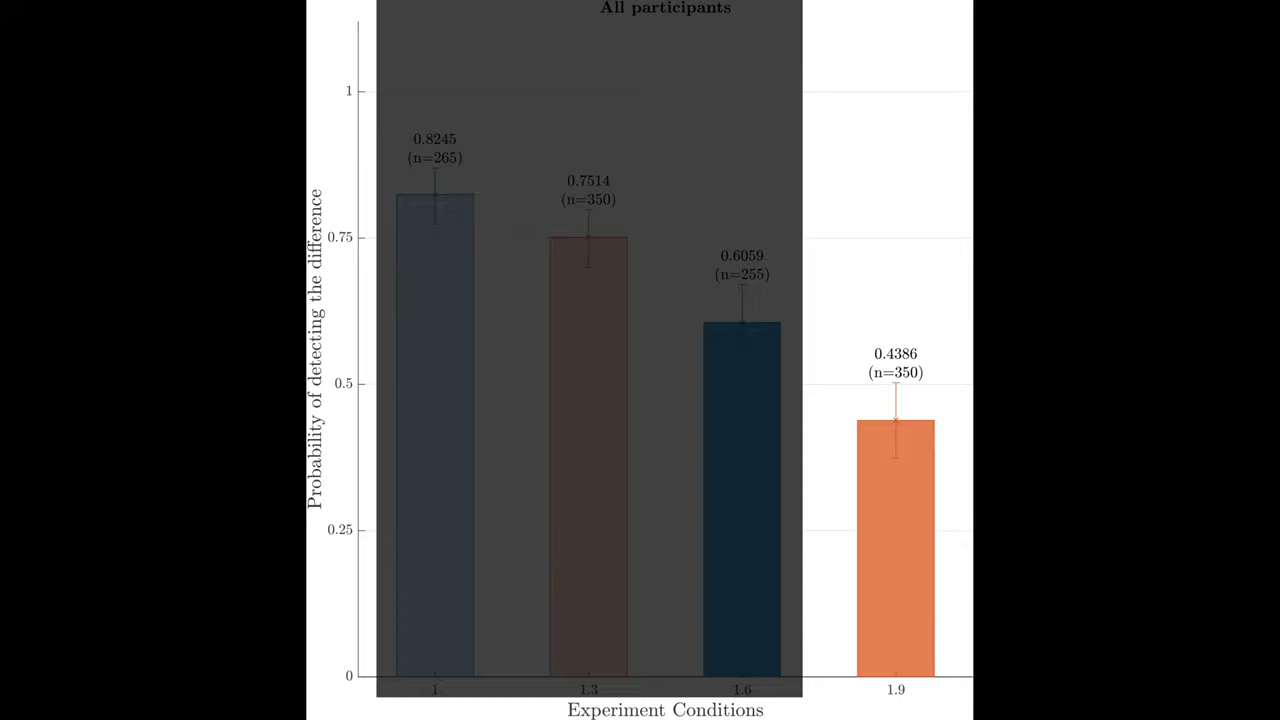 All participants
Probability of detecting the difference
1
0.75
0.5
0.25
0
0.8245
(n=265)
0.7514
(n=350)
0.6059
(n=255)
0.4386
(n=350)
1
1.3
1.6
1.9
Experiment Conditions